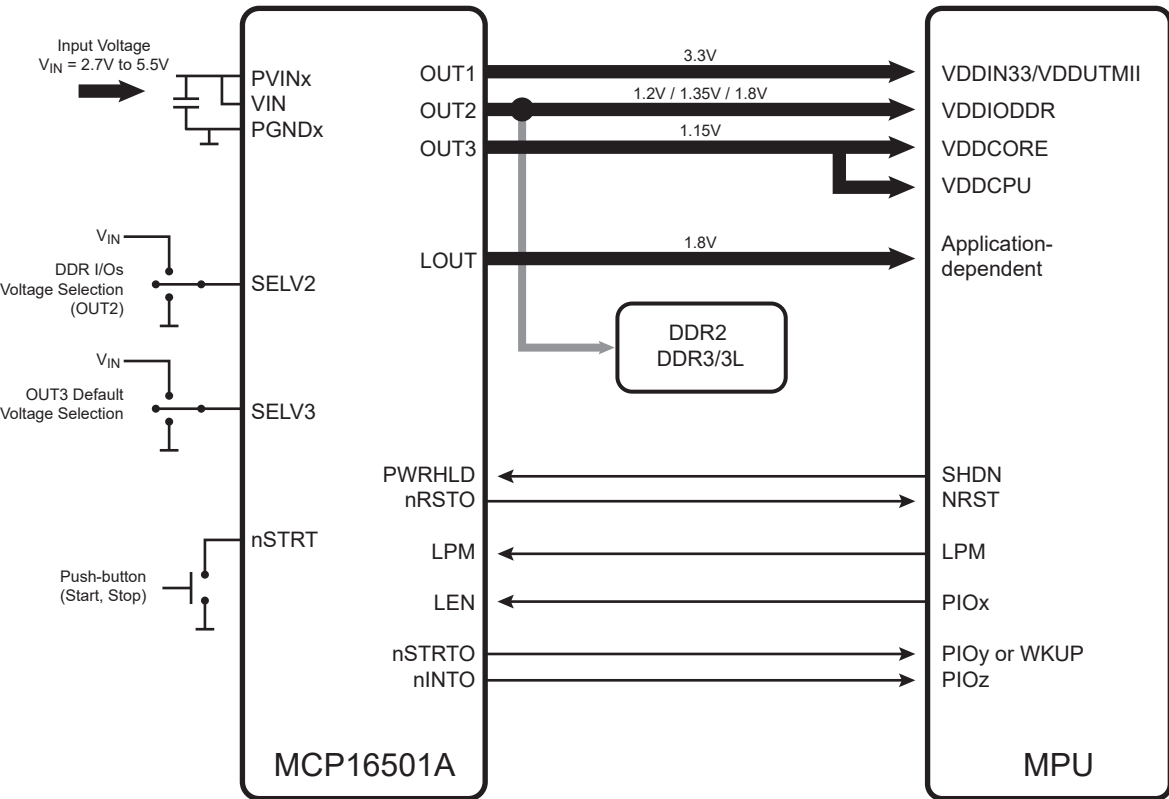 Input Voltage
VIN = 2.7V to 5.5V
PVINx
VIN
PGNDx
VIN
DDR I/Os
Voltage Selection
(OUT2)
SELV2
VIN
OUT3 Default
Voltage Selection
SELV3
nSTRT
Push-button
(Start, Stop)
OUT1
OUT2
OUT3
LOUT
PWRHLD
nRSTO
LPM
LEN
nSTRTO
nINTO
MCP16501A
3.3V
1.2V / 1.35V / 1.8V
1.15V
1.8V
DDR2
DDR3/3L
VDDIN33/VDDUTMII
VDDIODDR
VDDCORE
VDDCPU
Application-
dependent
SHDN
NRST
LPM
PIOx
PIOy or WKUP
PIOz
MPU